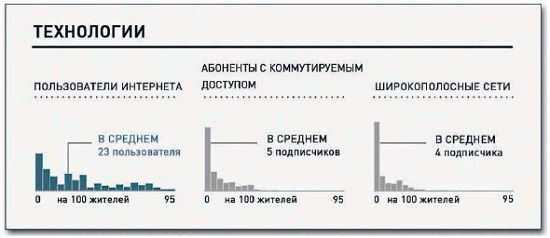 ТЕХНОЛОГИИ
ПОЛЬЗОВАТЕЛИ ИНТЕРНЕТА
В СРЕДНЕМ
23 пользователя
0 на 100 жителей 95
АБОНЕНТЫ С КОММУТИРУЕМЫМ
ДОСТУПОМ
В СРЕДНЕМ
5 подписчиков
0 на 100 жителей 95
ШИРОКОПОЛОСНЫЕ СЕТИ
В СРЕДНЕМ
4 подписчика
0 на 100 жителей 95